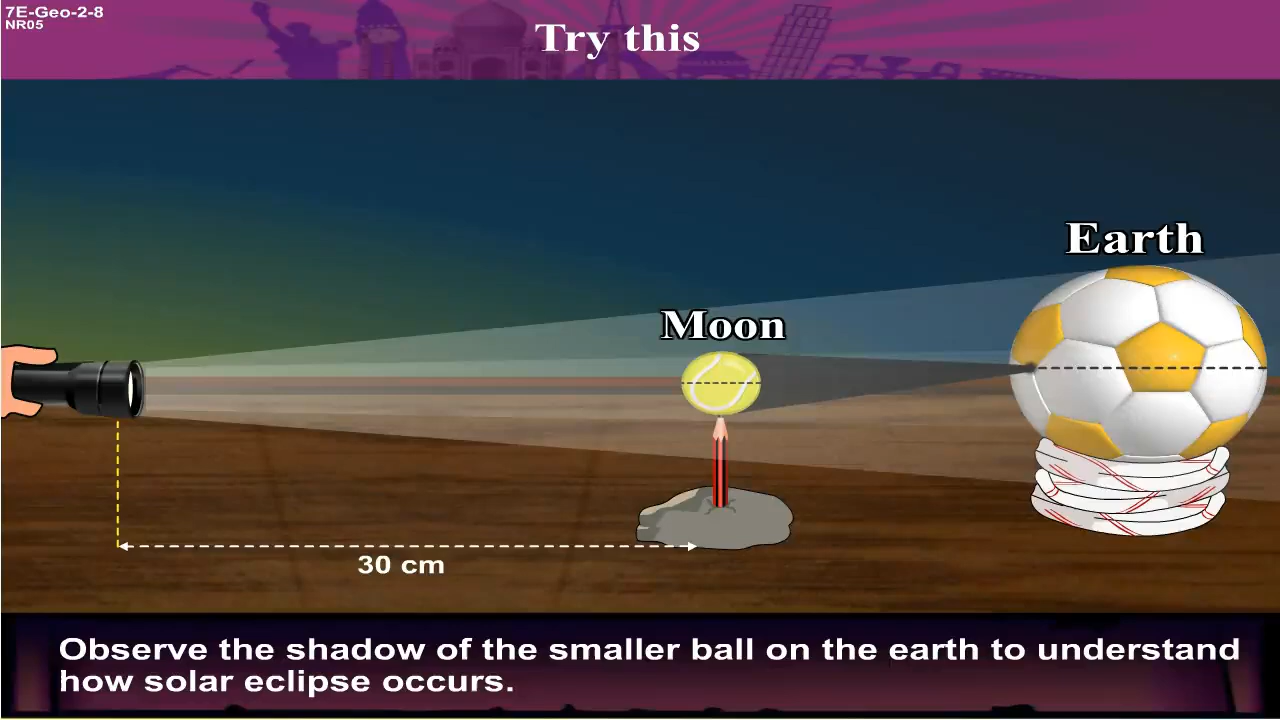 7E-Geo-2-8
NR05
Try this
Earth
Moon
30 cm
Observe the shadow of the smaller ball on the earth to understand
how solar eclipse occurs.